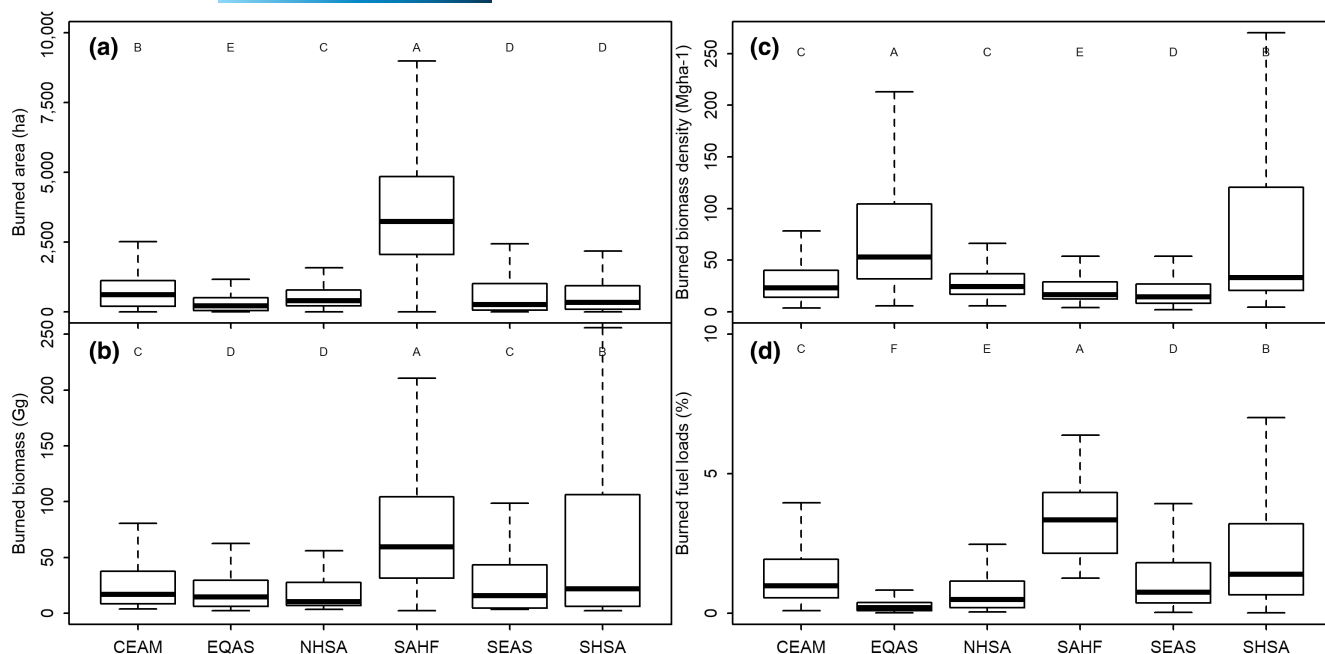 (a) B E C A D D
Burned area (ha)
0 2,500 5,000 7,500
(c) C A C E D B
Burned biomass density (Mgha-1)
0 50 100 150 200 250
(b) C D D A C B
Burned biomass (Gg)
0 50 100 150 200 250
(d) C F E A D B
Burned fuel loads (%)
0 5 10
CEAM EQAS NHSA SAHF SEAS SHSA
CEAM EQAS NHSA SAHF SEAS SHSA